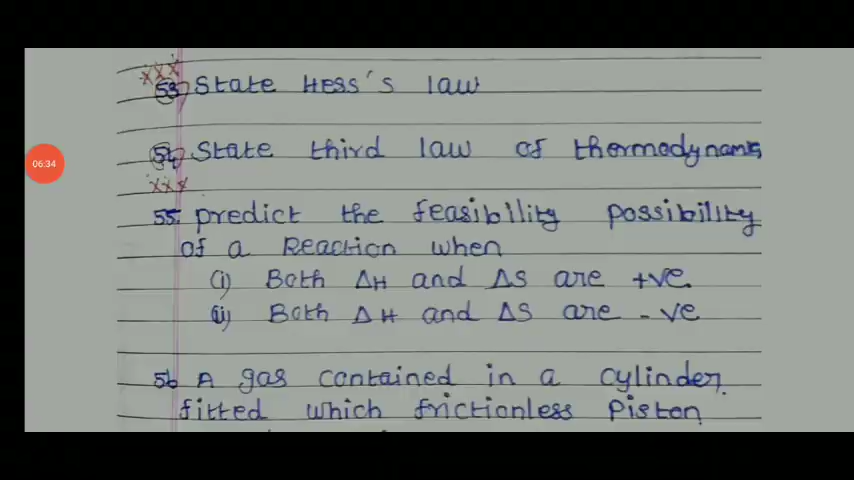 xxx
53) State Hess's law
06:34
54) State third law of thermodynamics
xxx
55. predict the feasibility possibility
of a Reaction when
(i) Both ΔH and ΔS are +ve
(ii) Both ΔH and ΔS are -ve
56 A gas contained in a cylinder
fitted which frictionless piston